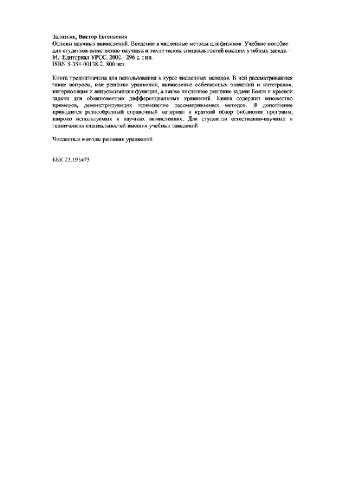 Зализняк, Виктор Евгеньевич
Основы научных вычислений. Введение в численные методы для физиков. Учебное пособие
для студентов естественно-научных и технических специальностей высших учебных завед.
М.: Едиториал УРСС, 2002.- 296 с.: ил.
ISBN 5-354-00138-2, 800 экз.
Книга предназначена для использования в курсе численных методов. В ней рассматриваются
такие вопросы, как решение уравнений, вычисление собственных значений и интегралов,
интерполяция и аппроксимация функций, а также численное решение задачи Коши и краевой
задачи для обыкновенных дифференциальных уравнений. Книга содержит множество
примеров, демонстрирующих применение рассматриваемых методов. В дополнение
приводится разнообразный справочный материал и краткий обзор библиотек программ,
широко используемых в научных вычислениях. Для студентов естественно-научных и
технических специальностей высших учебных заведений
Численные методы решения уравнений
ББК 22.193я73